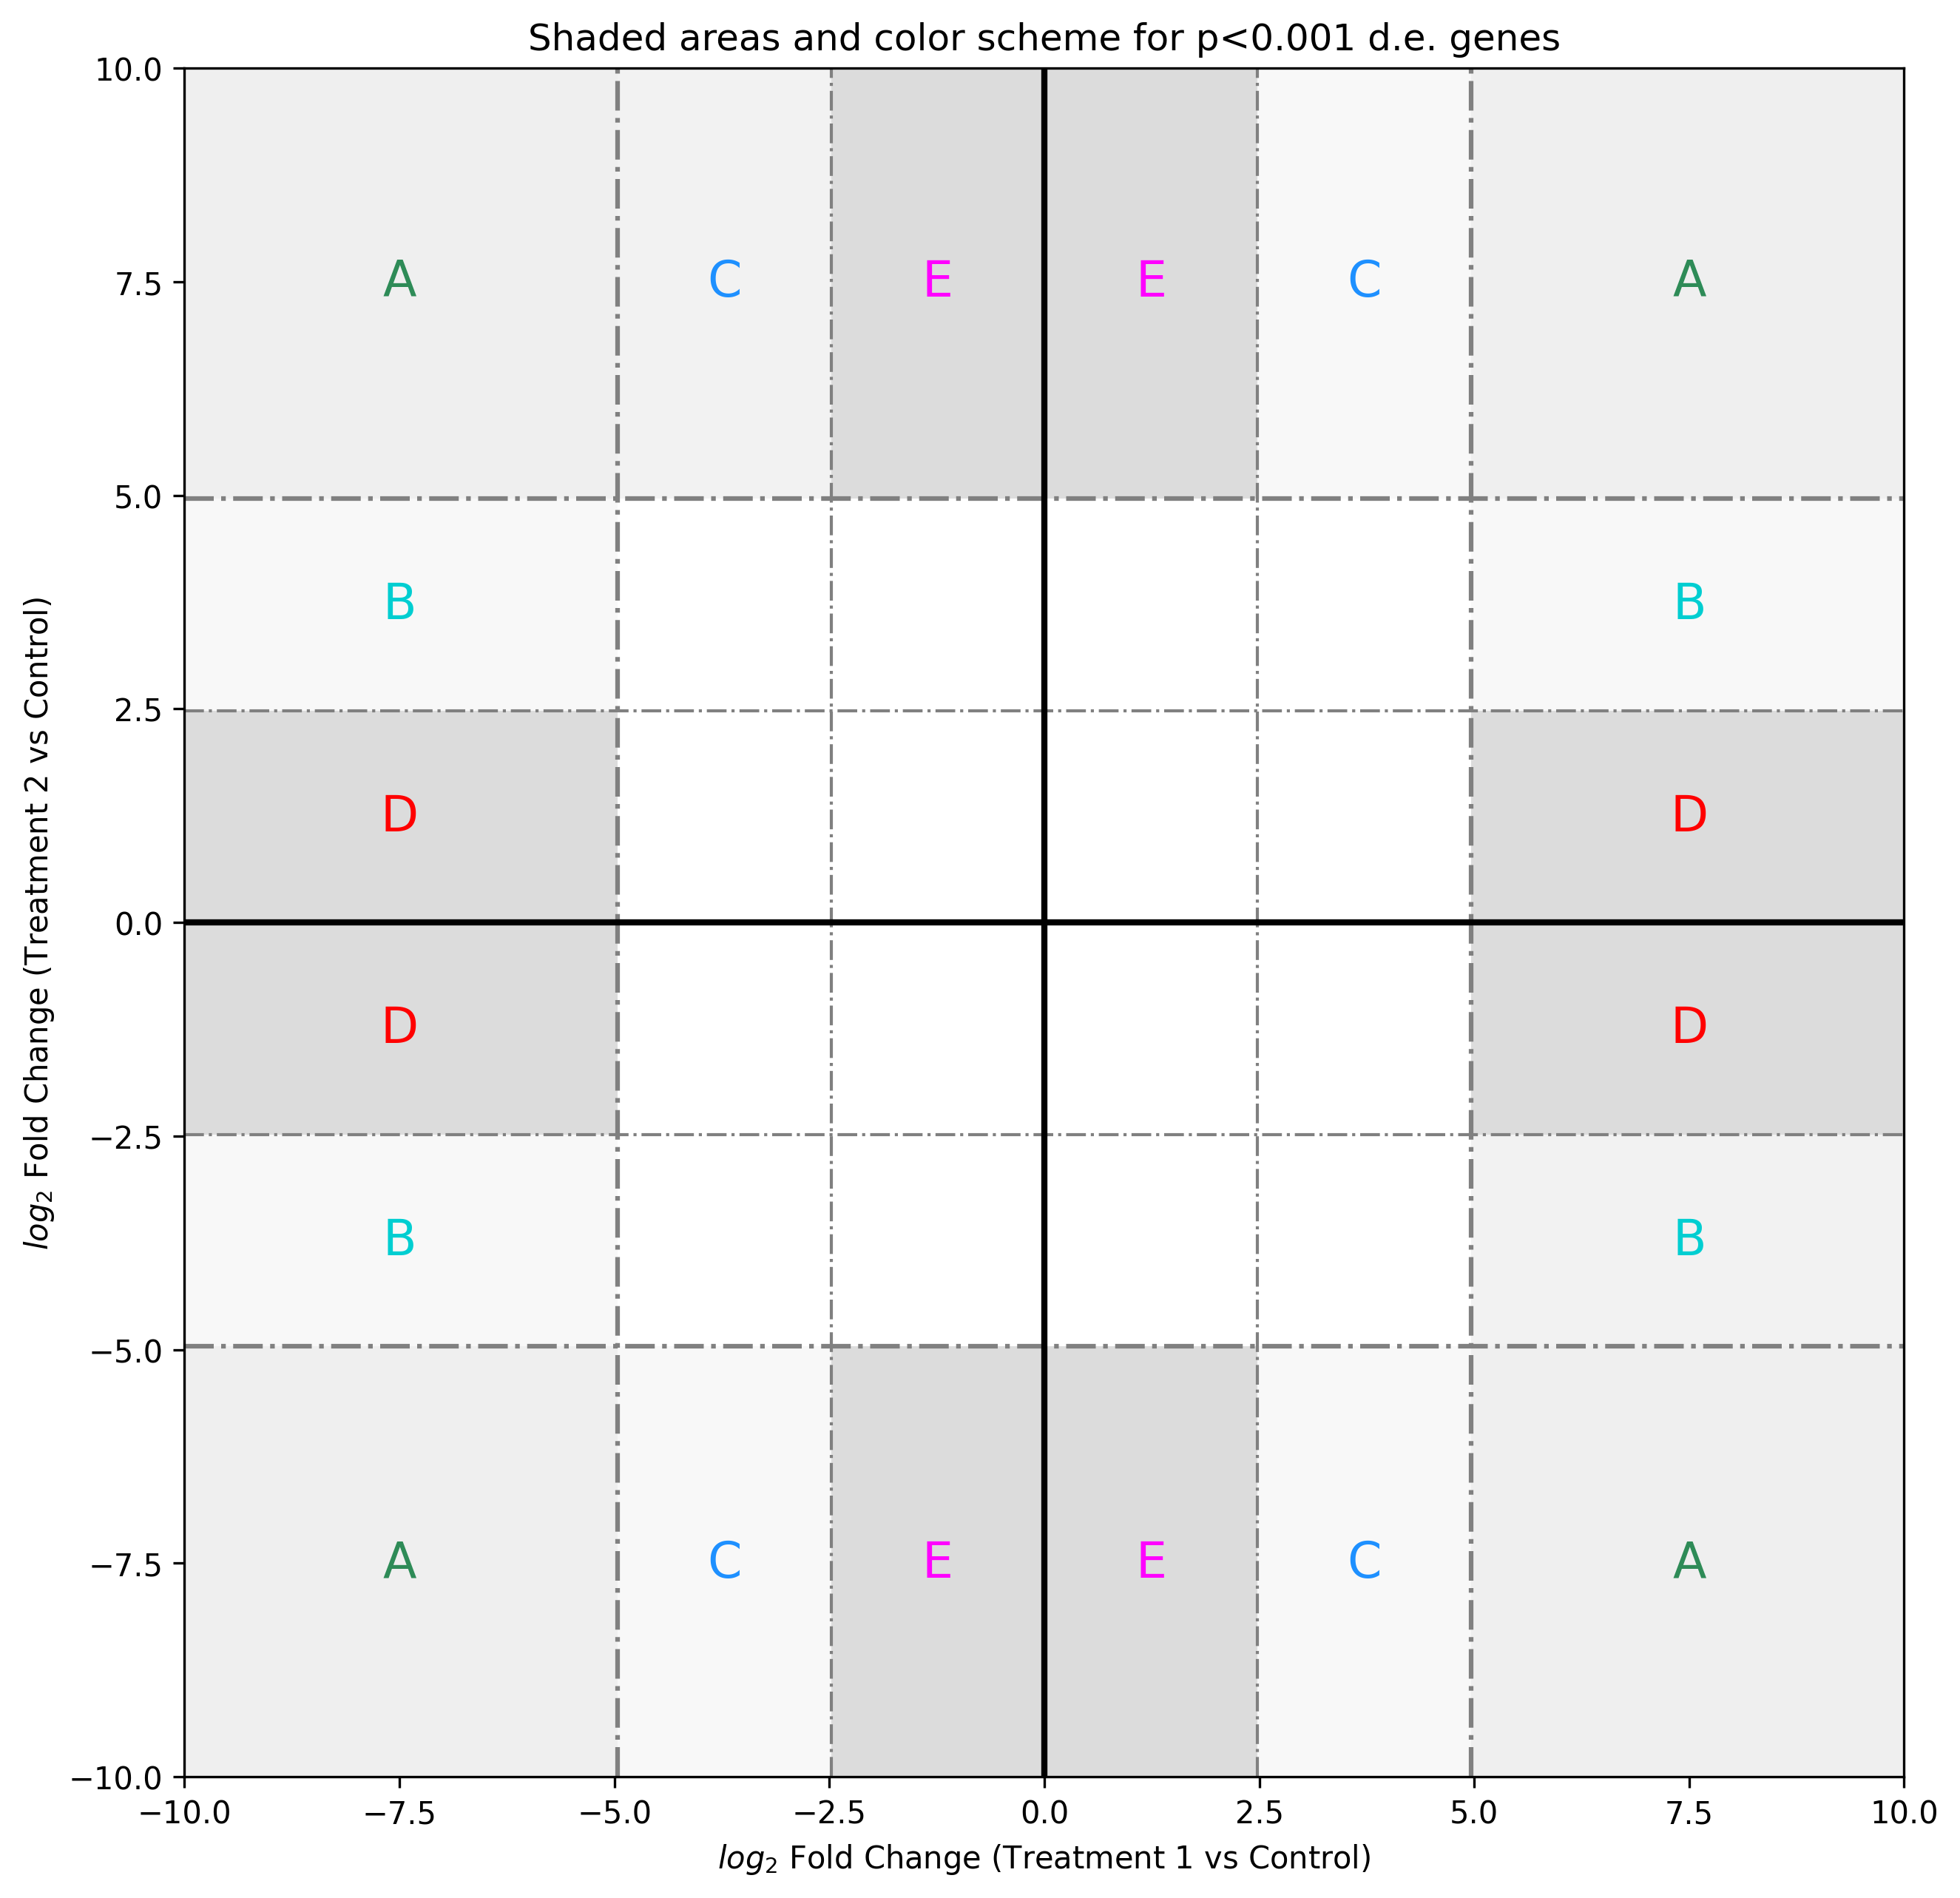 Shaded areas and color scheme for p<0.001 d.e. genes
10.0
7.5
5.0
2.5
0.0
−2.5
−5.0
−7.5
−10.0
log2 Fold Change (Treatment 2 vs Control)
A C E E C A
B B
D D
D D
B B
A C E E C A
−10.0 −7.5 −5.0 −2.5 0.0 2.5 5.0 7.5 10.0
log2 Fold Change (Treatment 1 vs Control)